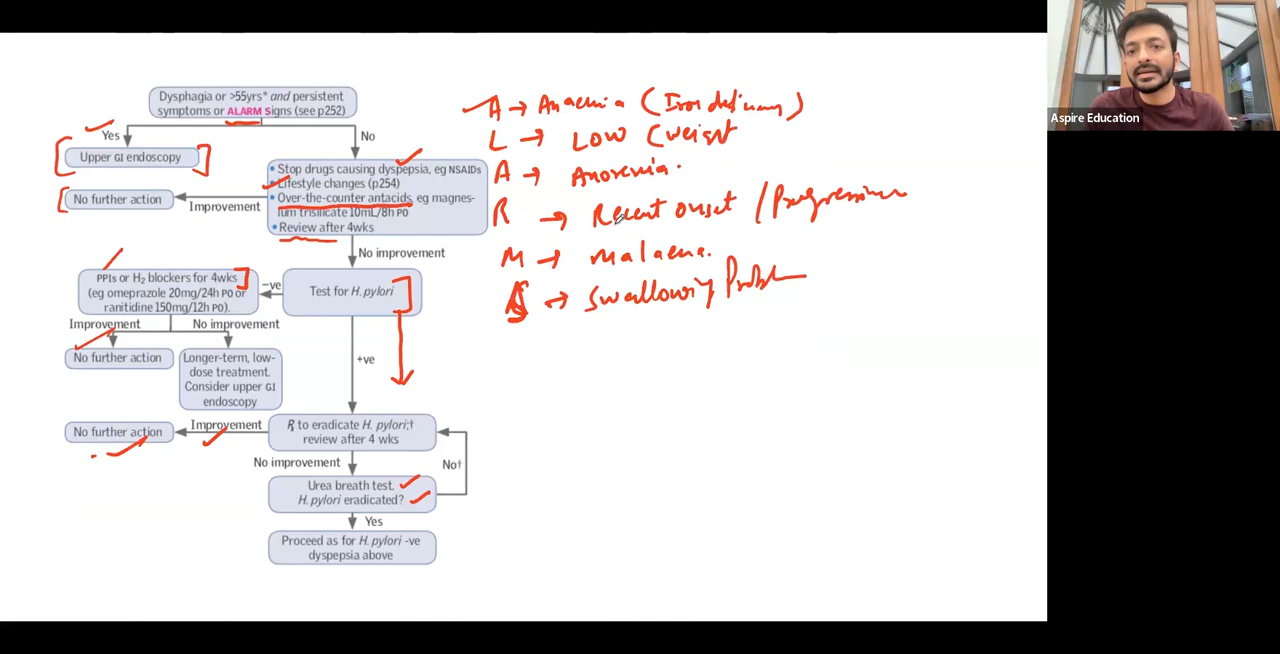 Dysphagia or >55yrs* and persistent
symptoms or ALARM Signs (see p252)
Yes
No
Upper GI endoscopy
• Stop drugs causing dyspepsia, eg NSAIDs
• Lifestyle changes (p254)
• Over-the-counter antacids, eg magnes-
ium trisilicate 10mL/8h PO
• Review after 4wks
No further action
Improvement
No improvement
PPIs or H2 blockers for 4wks
(eg omeprazole 20mg/24h PO or
ranitidine 150mg/12h PO).
-ve
Test for H.pylori
Improvement
No improvement
No further action
Longer-term, low-
dose treatment.
Consider upper GI
endoscopy
+ve
No further action
Improvement
℞ to eradicate H. pylori;†
review after 4 wks
No improvement
No†
Urea breath test.
H. pylori eradicated?
Yes
Proceed as for H. pylori -ve
dyspepsia above
A → Anaemia (Iron deficiency)
L → Low (weight
A → Anorexia.
R → Recent onset / Progressive
M → Malaena.
S → Swallowing Problem
Aspire Education